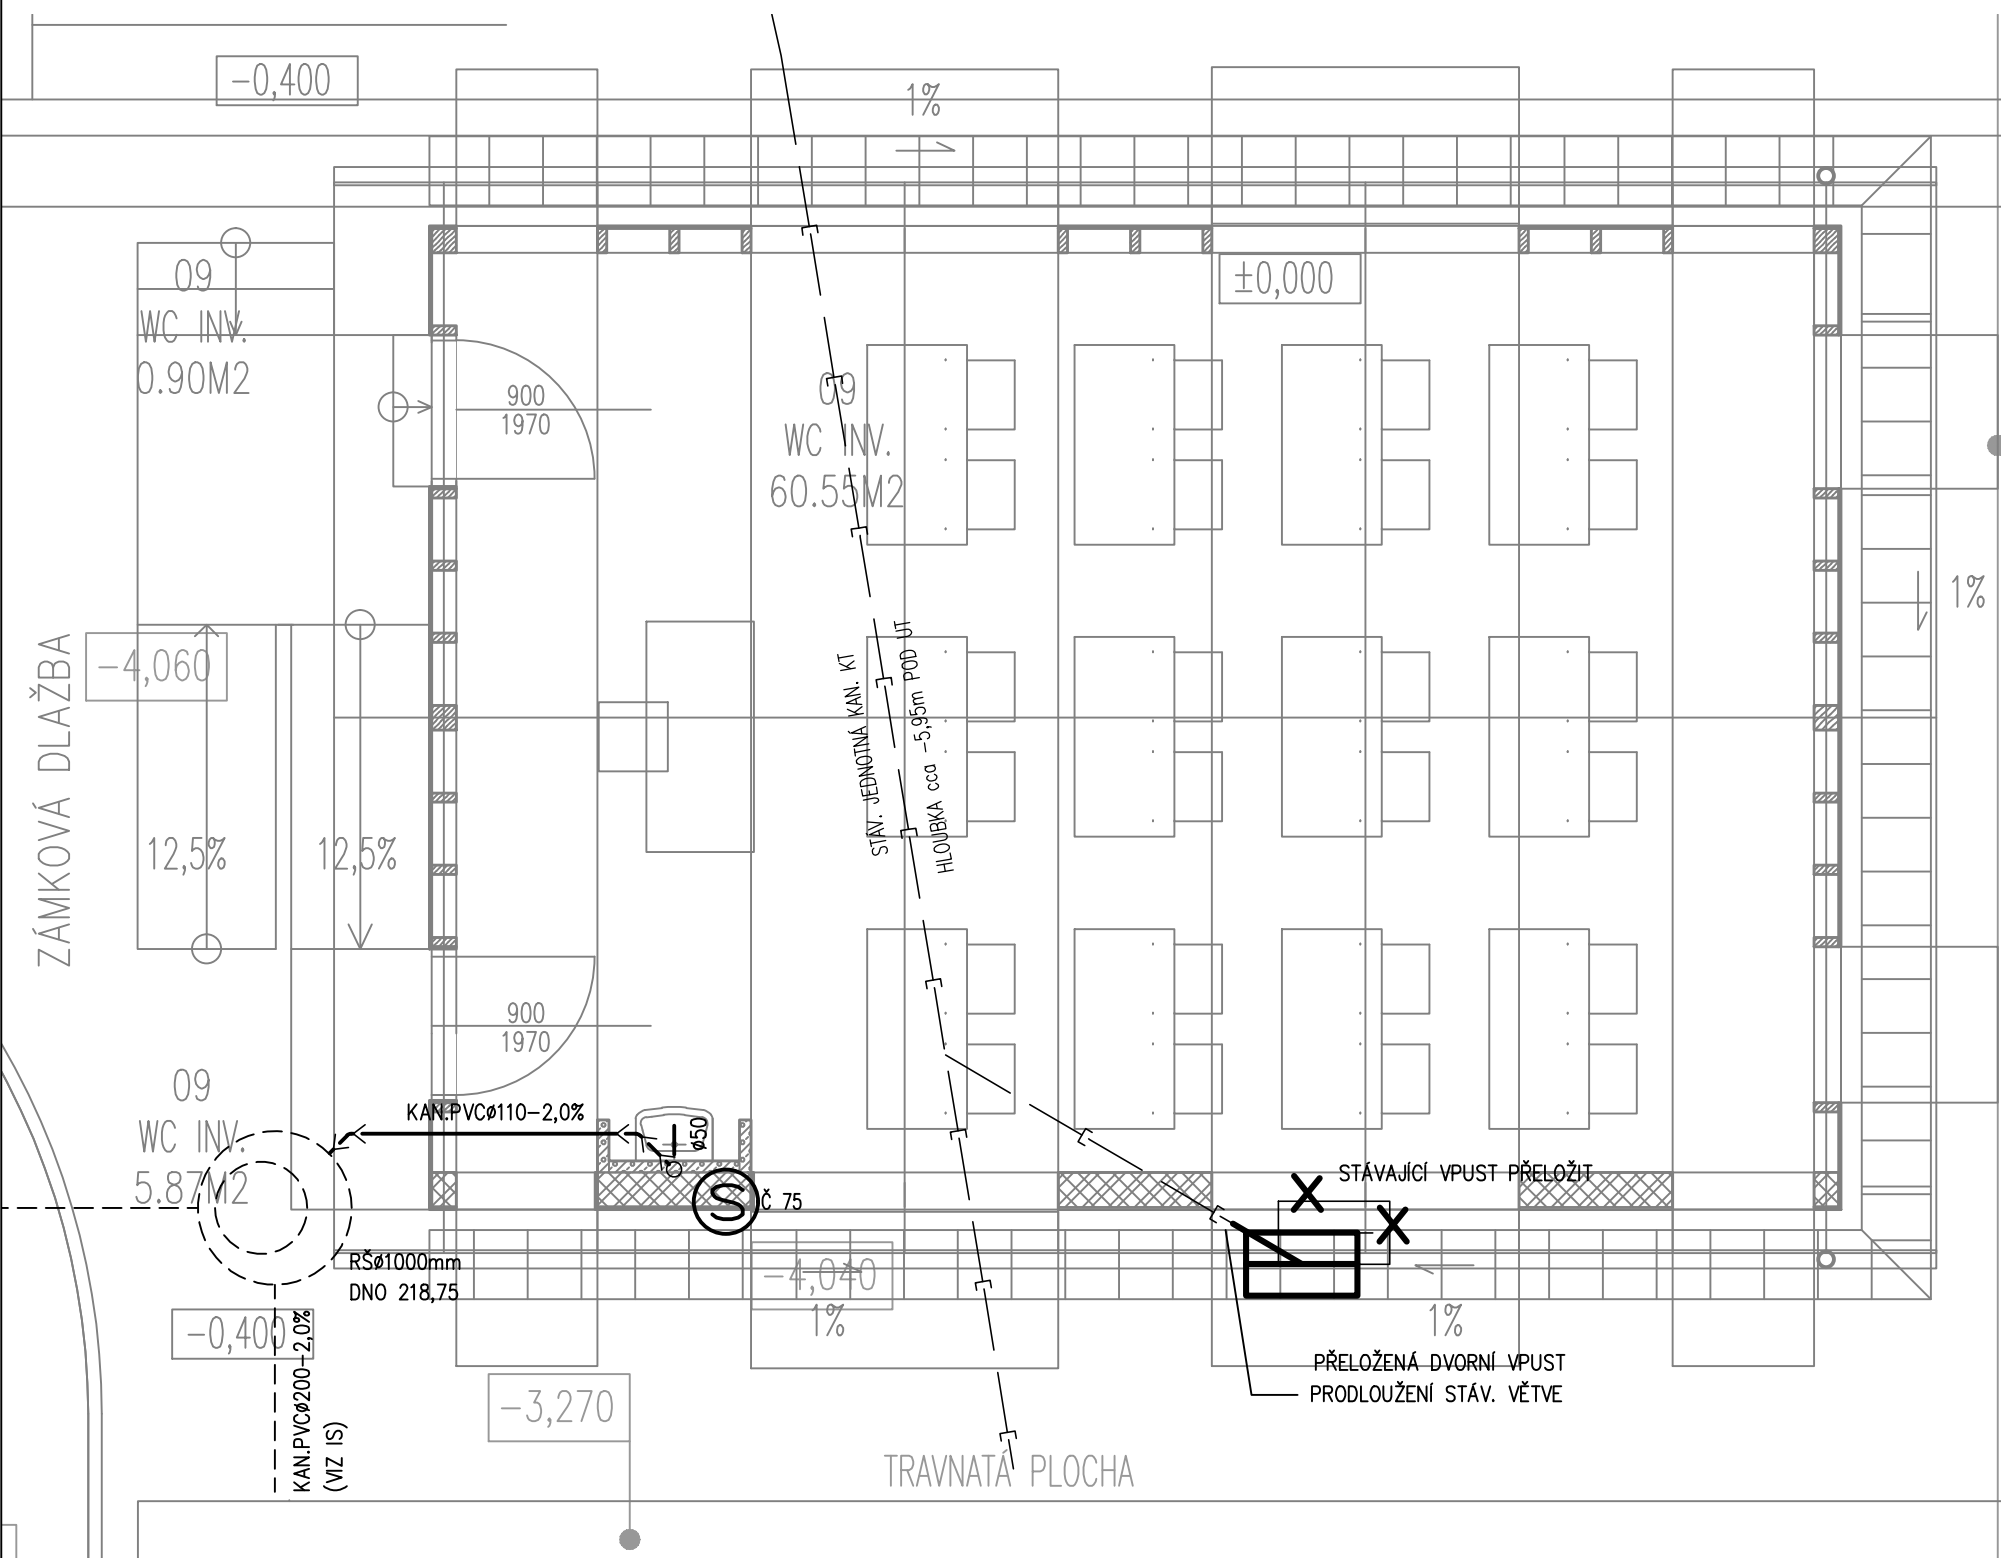 -0,400
1%
09
WC INV.
0.90M2
±0,000
900
1970
09
WC INV.
60.55M2
1%
ZÁMKOVÁ DLAŽBA
-4,060
12,5%
12,5%
STÁV. JEDNOTNÁ KAN. KT
HLOUBKA cca -5,95m POD UT
900
1970
09
WC INV.
5.87M2
KAN.PVCø110-2,0%
ø50
S
Č 75
STÁVAJÍCÍ VPUST PŘELOŽIT
RŠø1000mm
DNO 218,75
-4,040
1%
1%
-0,400
KAN.PVCø200-2,0%
(VIZ IS)
PŘELOŽENÁ DVORNÍ VPUST
PRODLOUŽENÍ STÁV. VĚTVE
-3,270
TRAVNATÁ PLOCHA